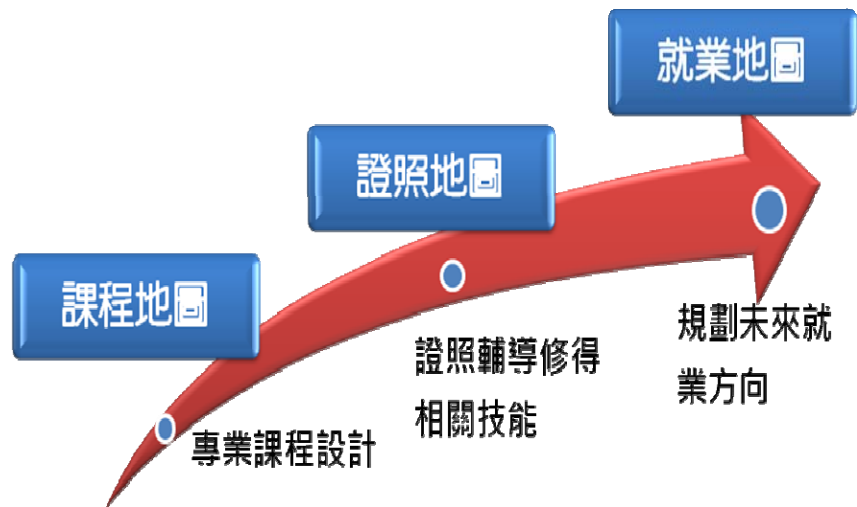 就業地圖
證照地圖
課程地圖
規劃未來就
業方向
證照輔導修得
相關技能
專業課程設計